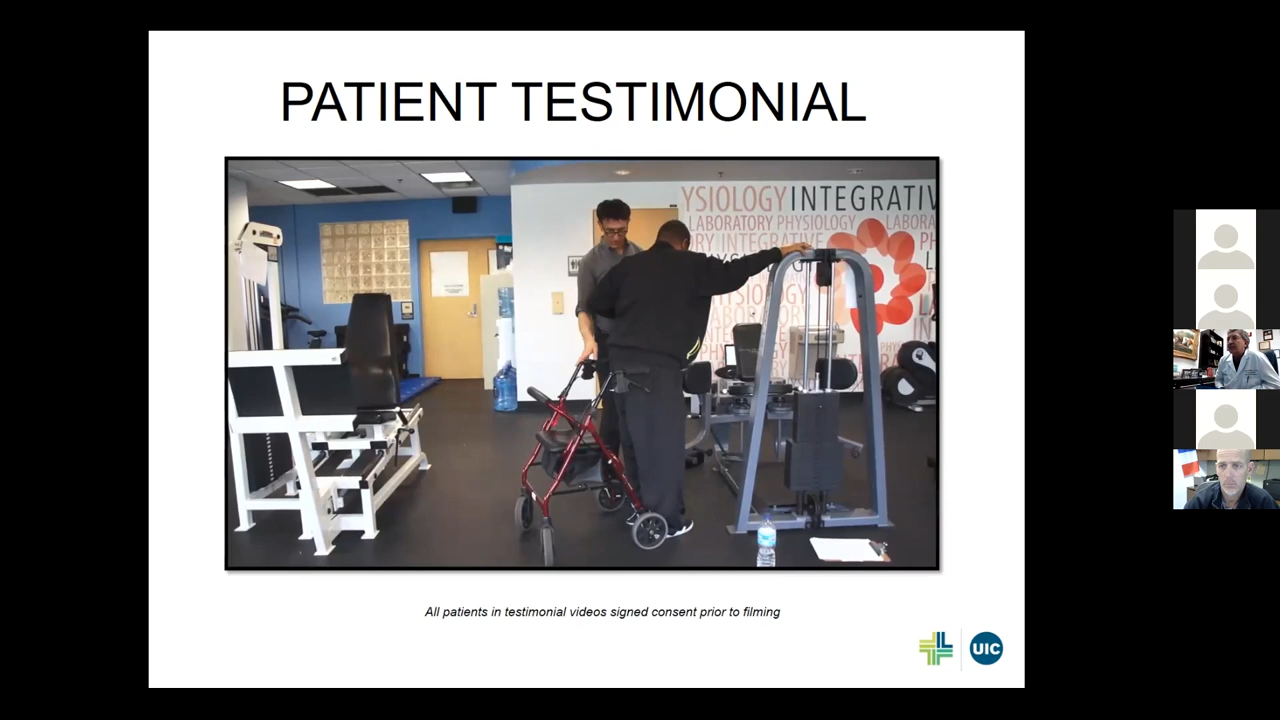 PATIENT TESTIMONIAL
YSIOLOGY INTEGRATIV
LABORATORY PHYSIOLOGY LABORA
RY INTEGRATIVE
All patients in testimonial videos signed consent prior to filming
UIC